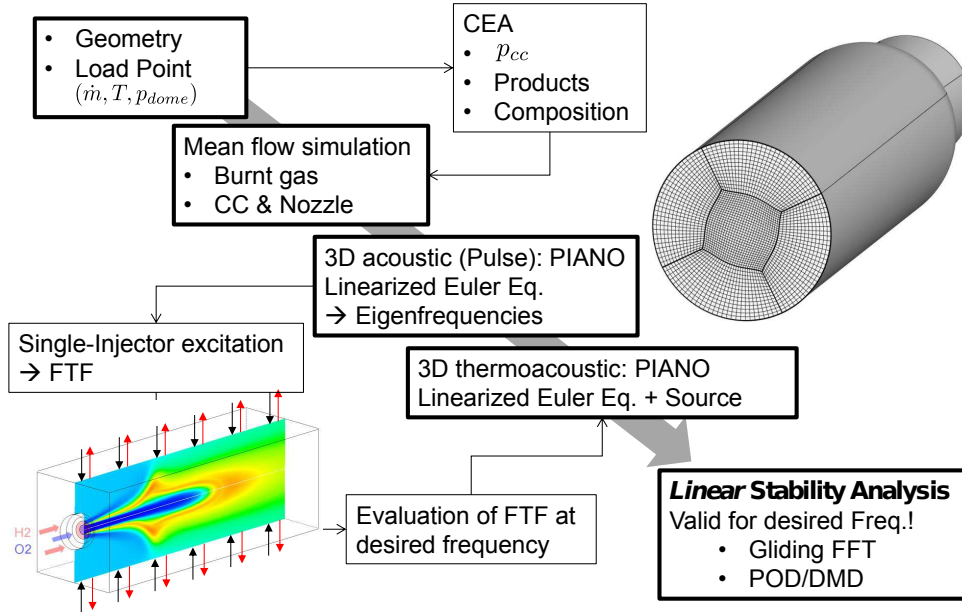 • Geometry
• Load Point
(ṁ, T, p_dome)
CEA
• p_cc
• Products
• Composition
Mean flow simulation
• Burnt gas
• CC & Nozzle
3D acoustic (Pulse): PIANO
Linearized Euler Eq.
→ Eigenfrequencies
Single-Injector excitation
→ FTF
3D thermoacoustic: PIANO
Linearized Euler Eq. + Source
H2
O2
Evaluation of FTF at
desired frequency
Linear Stability Analysis
Valid for desired Freq.!
• Gliding FFT
• POD/DMD